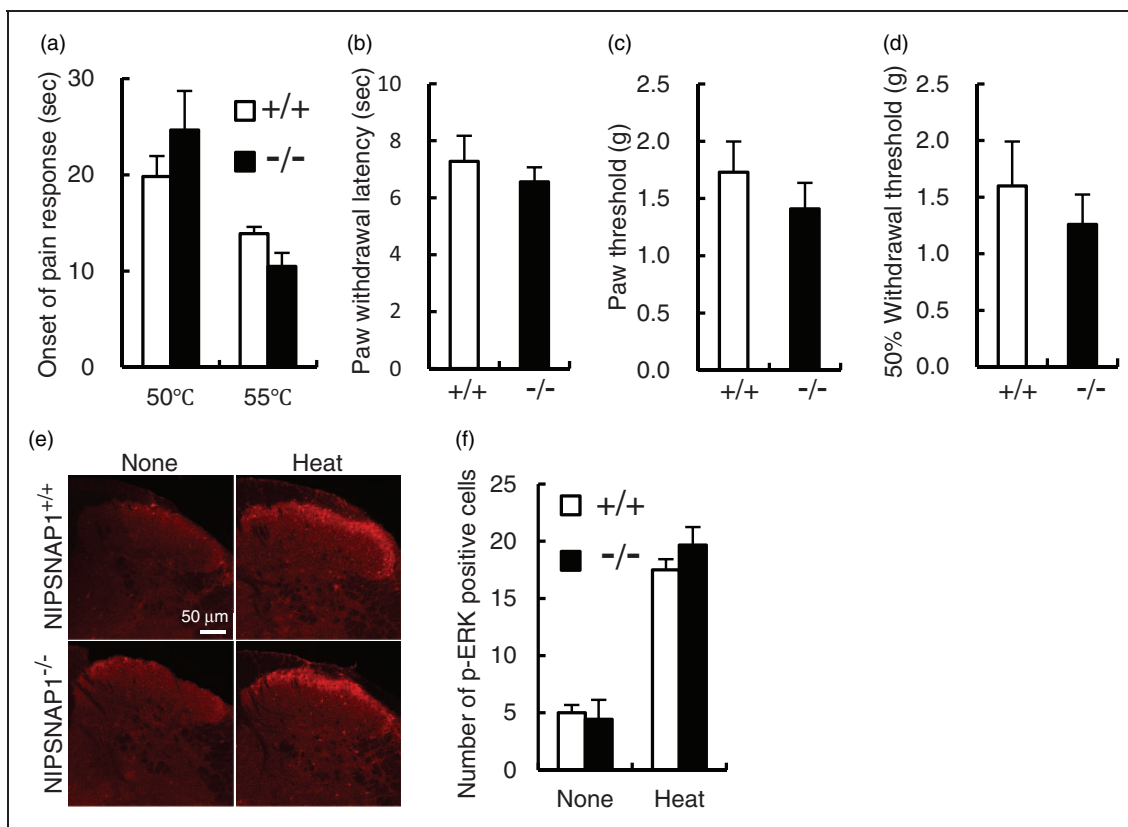 (a)
Onset of pain response (sec)
30
20
10
0
+/+
-/-
50℃
55℃
(b)
Paw withdrawal latency (sec)
10
8
6
4
2
0
+/+
-/-
(c)
Paw threshold (g)
2.5
2.0
1.5
1.0
0.5
0.0
+/+
-/-
(d)
50% Withdrawal threshold (g)
2.5
2.0
1.5
1.0
0.5
0.0
+/+
-/-
(e)
None
Heat
NIPSNAP1+/+
50 μm
NIPSNAP1-/-
(f)
Number of p-ERK positive cells
25
20
15
10
5
0
+/+
-/-
None
Heat